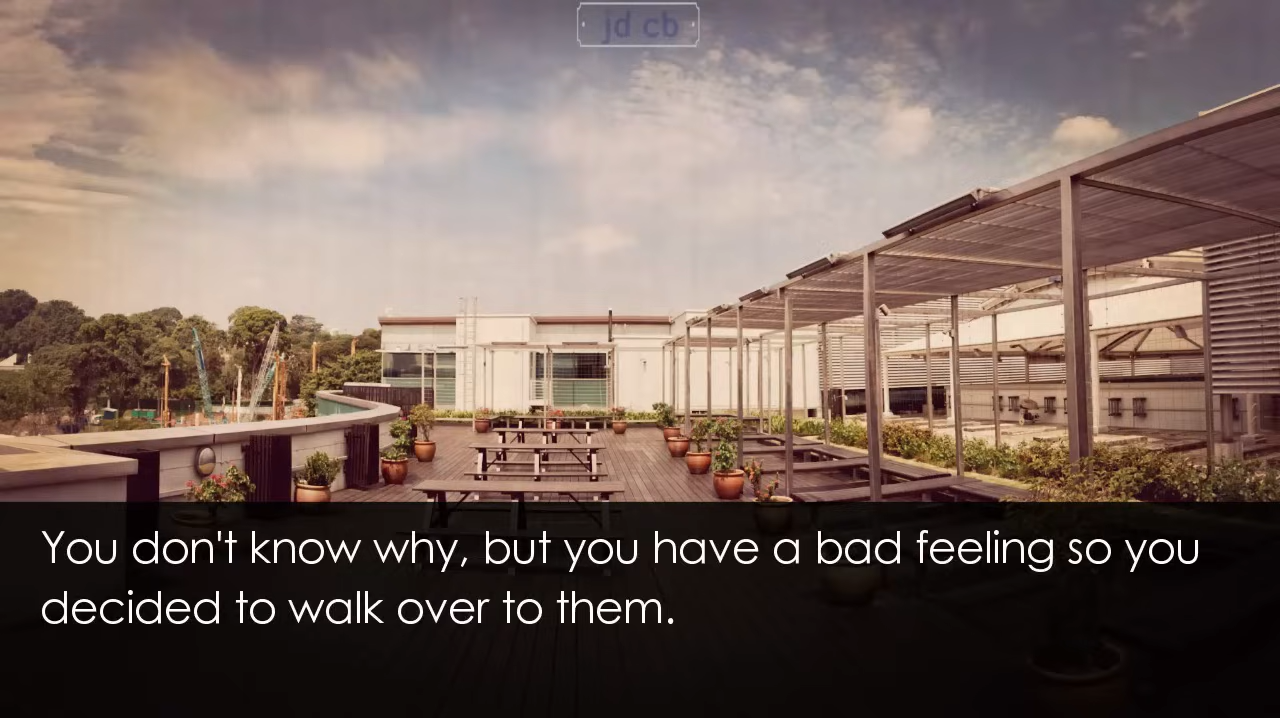 jd cb
You don't know why, but you have a bad feeling so you
decided to walk over to them.